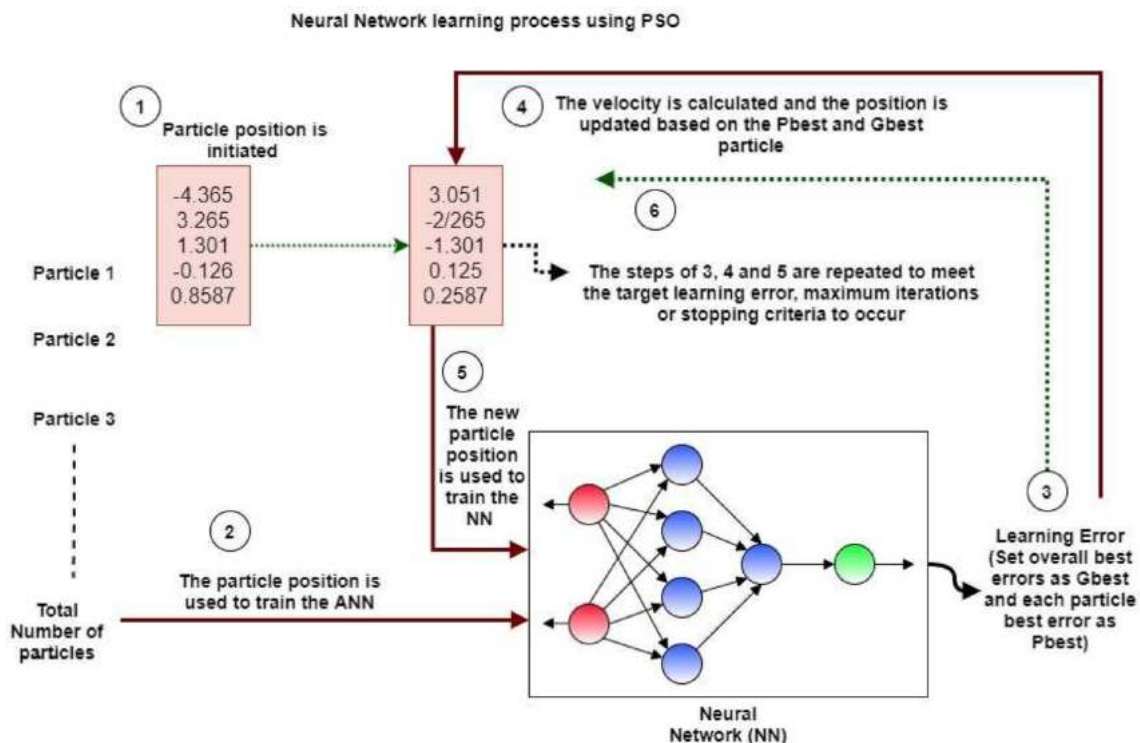 Neural Network learning process using PSO
1
Particle position is
initiated
-4.365
3.265
1.301
-0.126
0.8587
4
The velocity is calculated and the position is
updated based on the Pbest and Gbest
particle
3.051
-2/265
-1.301
0.125
0.2587
6
The steps of 3, 4 and 5 are repeated to meet
the target learning error, maximum iterations
or stopping criteria to occur
Particle 1
Particle 2
Particle 3
Total
Number of
particles
5
The new
particle
position
is used to
train the
NN
2
The particle position is
used to train the ANN
3
Learning Error
(Set overall best
errors as Gbest
and each particle
best error as
Pbest)
Neural
Network (NN)